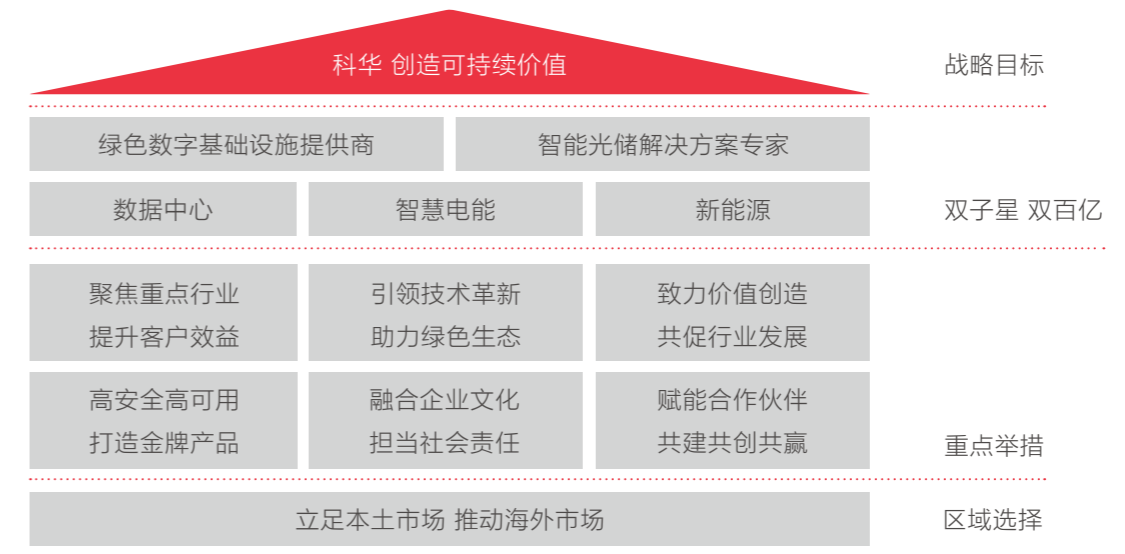 科华 创造可持续价值
战略目标
绿色数字基础设施提供商
智能光储解决方案专家
数据中心
智慧电能
新能源
双子星 双百亿
聚焦重点行业
提升客户效益
引领技术革新
助力绿色生态
致力价值创造
共促行业发展
高安全高可用
打造金牌产品
融合企业文化
担当社会责任
赋能合作伙伴
共建共创共赢
重点举措
立足本土市场 推动海外市场
区域选择